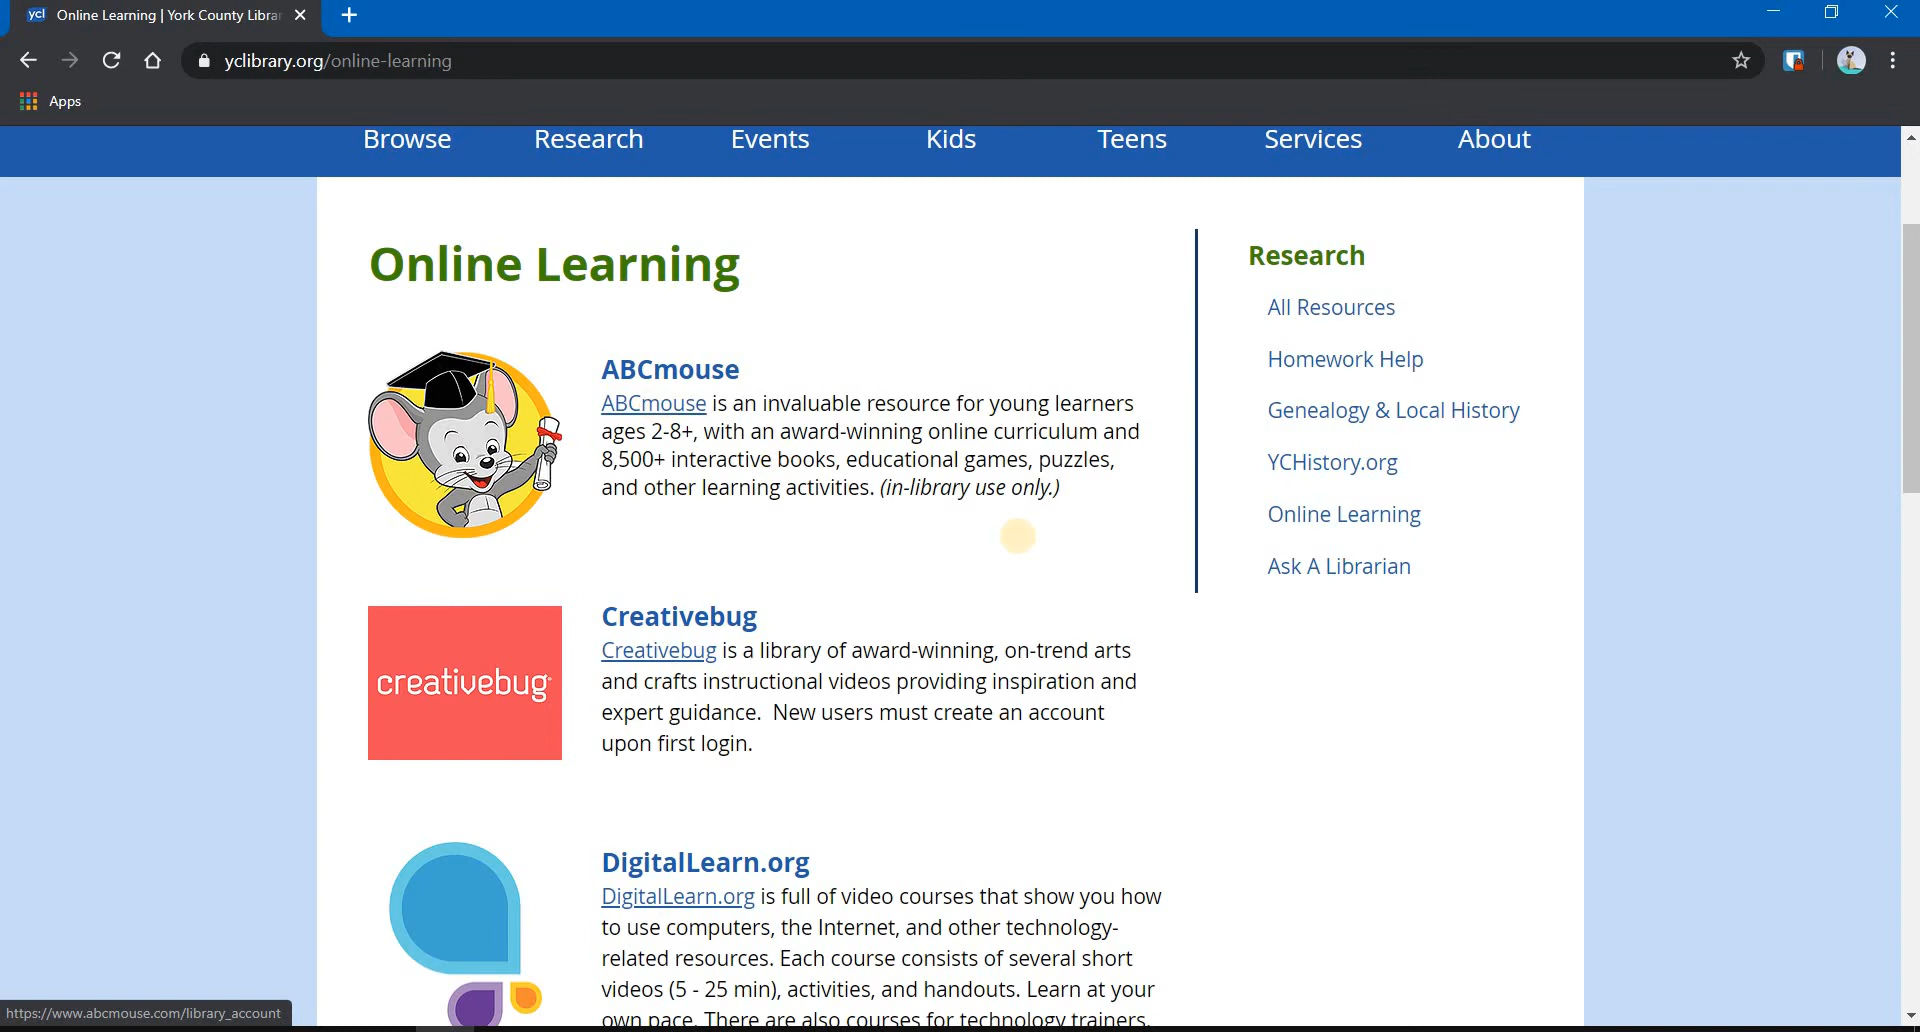 ycl Online Learning | York County Libra
yclibrary.org/online-learning
Apps
Browse Research Events Kids Teens Services About
Online Learning
ABCmouse
ABCmouse is an invaluable resource for young learners
ages 2-8+, with an award-winning online curriculum and
8,500+ interactive books, educational games, puzzles,
and other learning activities. (in-library use only.)
creativebug
Creativebug
Creativebug is a library of award-winning, on-trend arts
and crafts instructional videos providing inspiration and
expert guidance.  New users must create an account
upon first login.
DigitalLearn.org
DigitalLearn.org is full of video courses that show you how
to use computers, the Internet, and other technology-
related resources. Each course consists of several short
videos (5 - 25 min), activities, and handouts. Learn at your
own pace. There are also courses for technology trainers.
Research
All Resources
Homework Help
Genealogy & Local History
YCHistory.org
Online Learning
Ask A Librarian
https://www.abcmouse.com/library_account